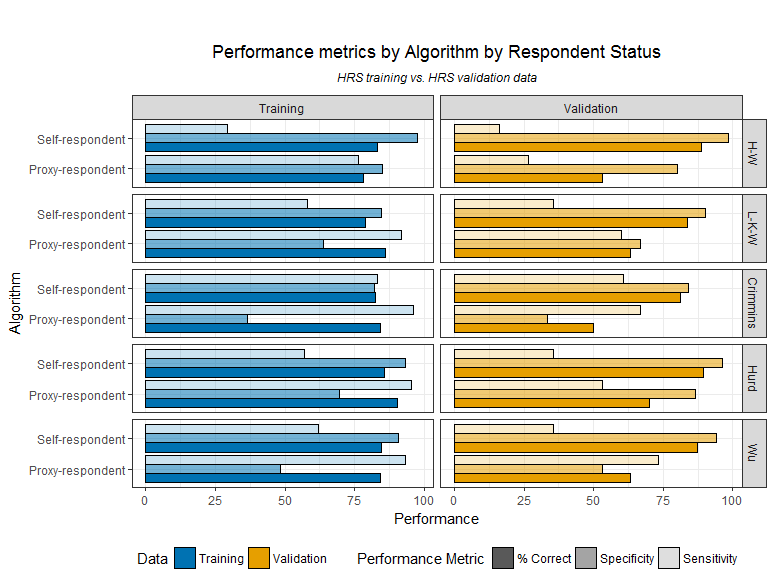 Performance metrics by Algorithm by Respondent Status
HRS training vs. HRS validation data
Training
Validation
Algorithm
Self-respondent
Proxy-respondent
H-W
Self-respondent
Proxy-respondent
L-K-W
Self-respondent
Proxy-respondent
Crimmins
Self-respondent
Proxy-respondent
Hurd
Self-respondent
Proxy-respondent
Wu
0 25 50 75 100
0 25 50 75 100
Performance
Data Training Validation
Performance Metric % Correct Specificity Sensitivity